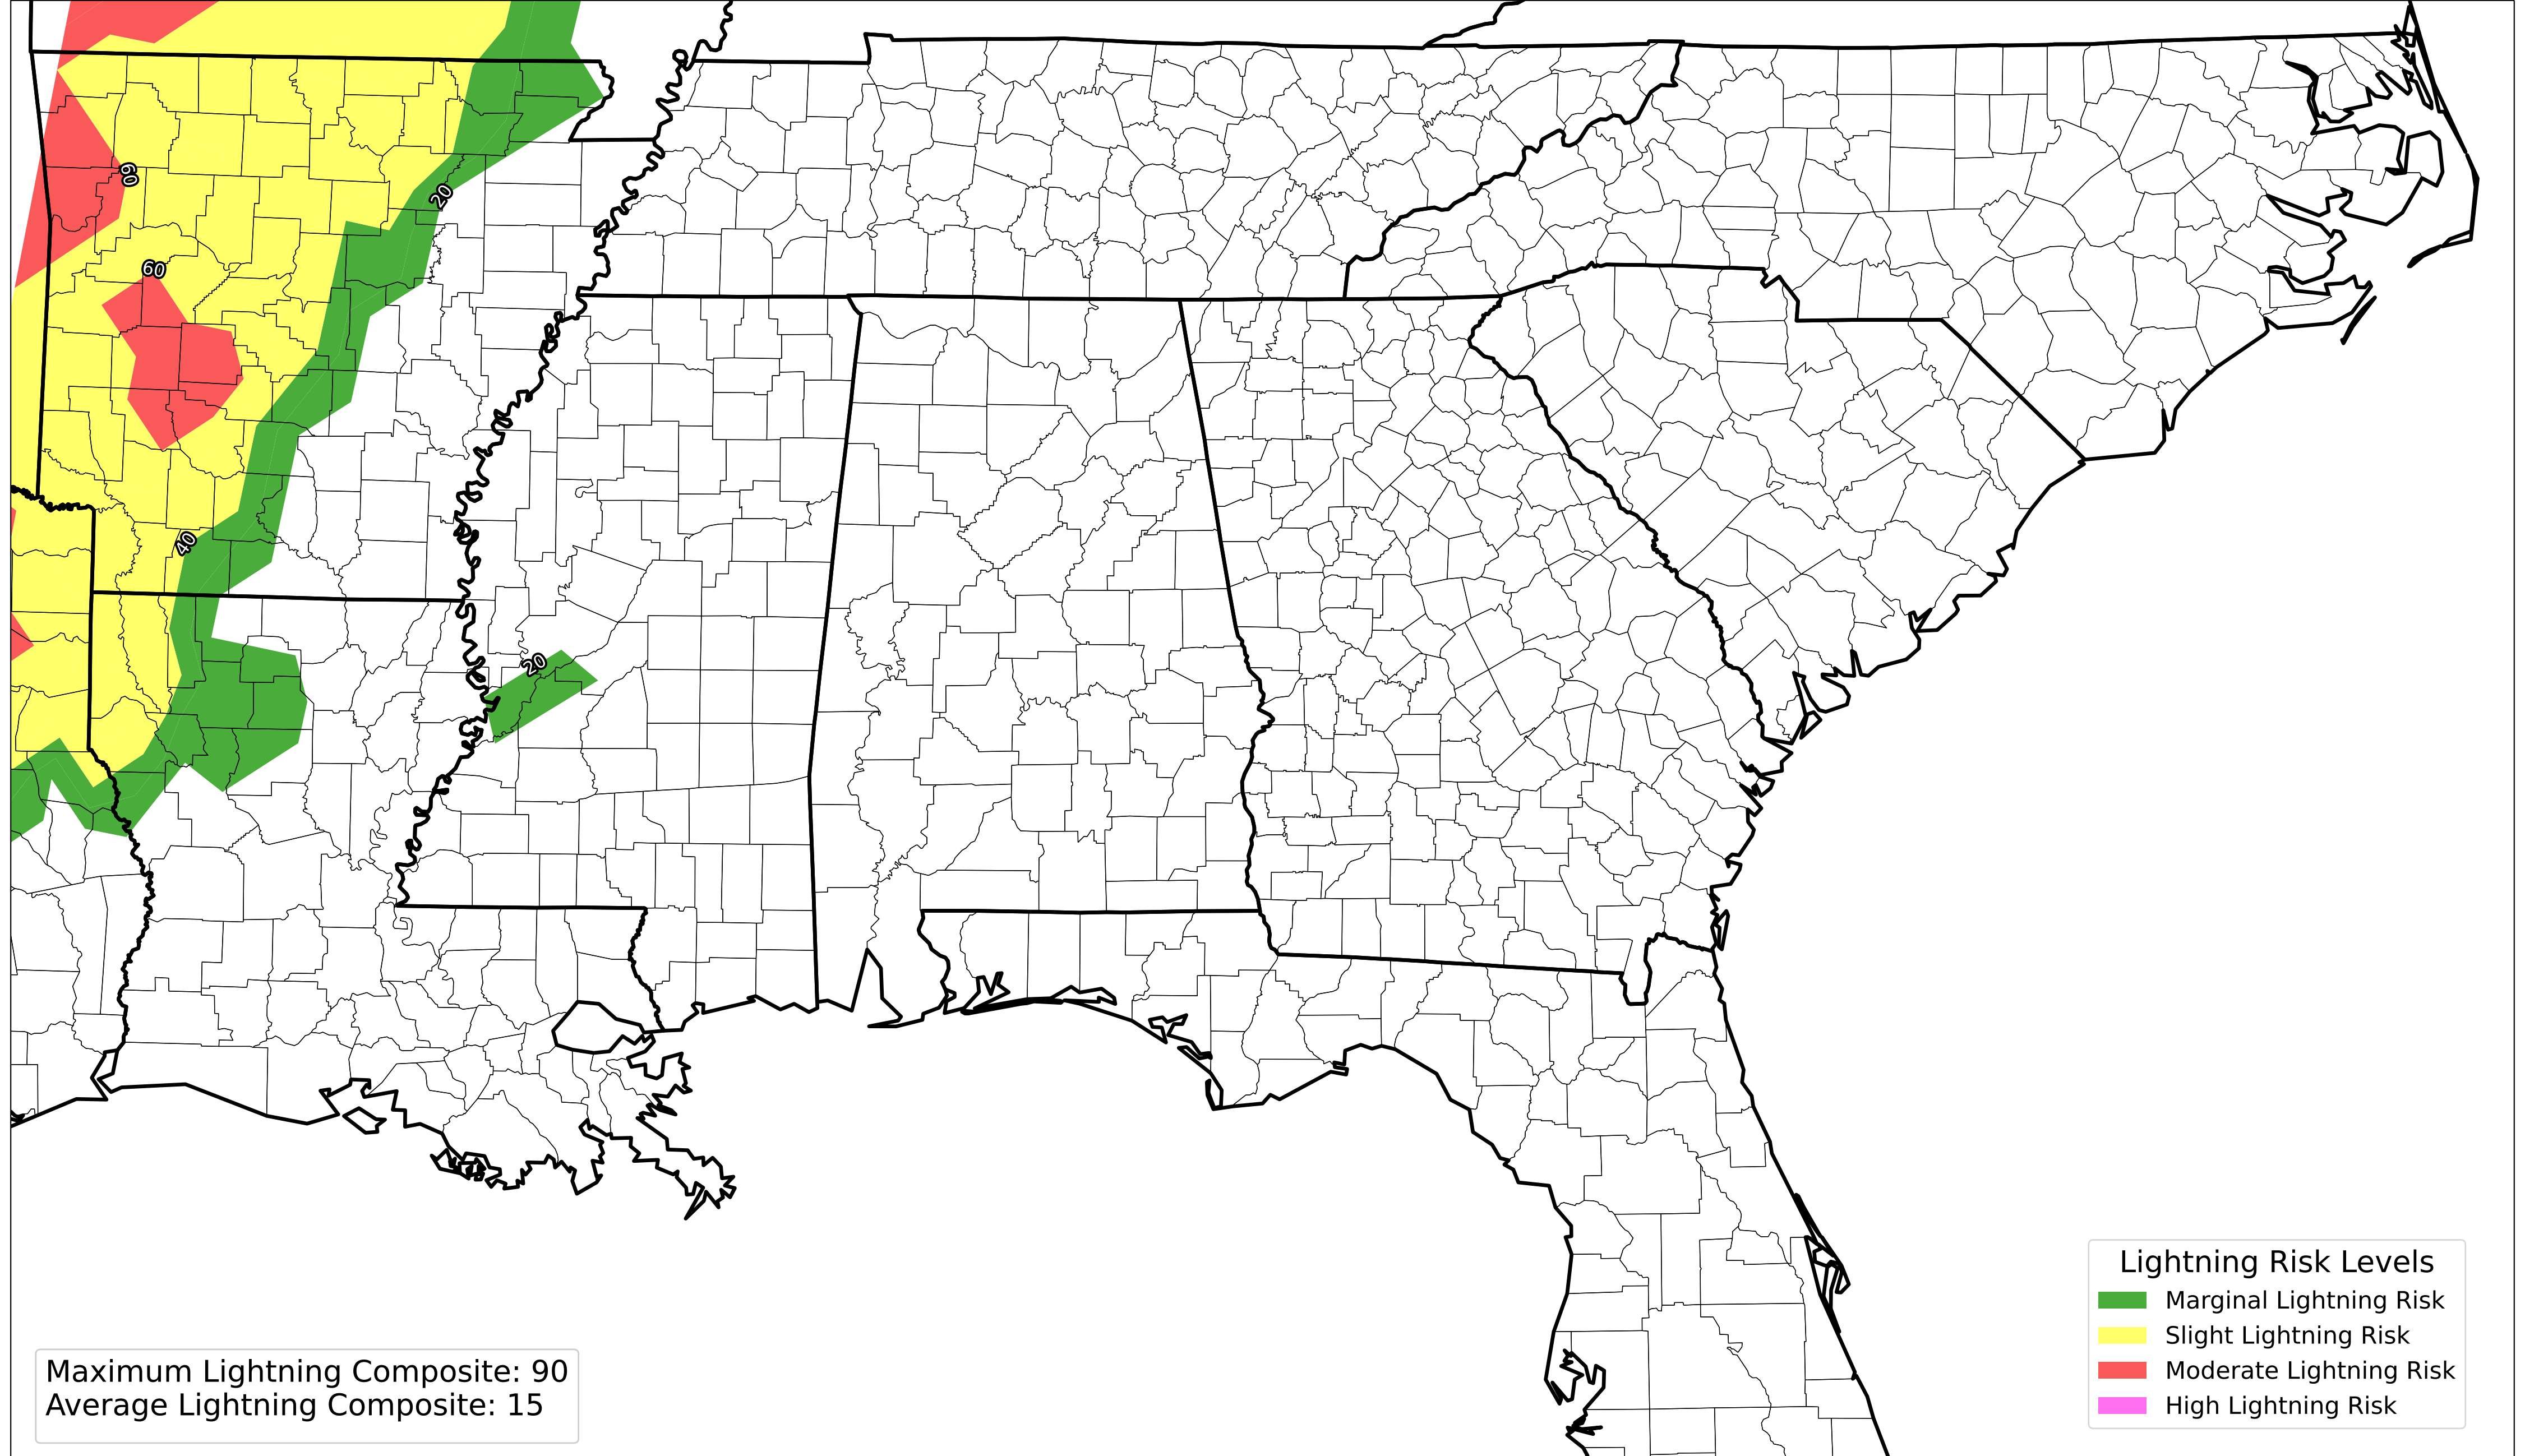 60
20
60
40
20
Lightning Risk Levels
Marginal Lightning Risk
Slight Lightning Risk
Moderate Lightning Risk
High Lightning Risk
Maximum Lightning Composite: 90
Average Lightning Composite: 15